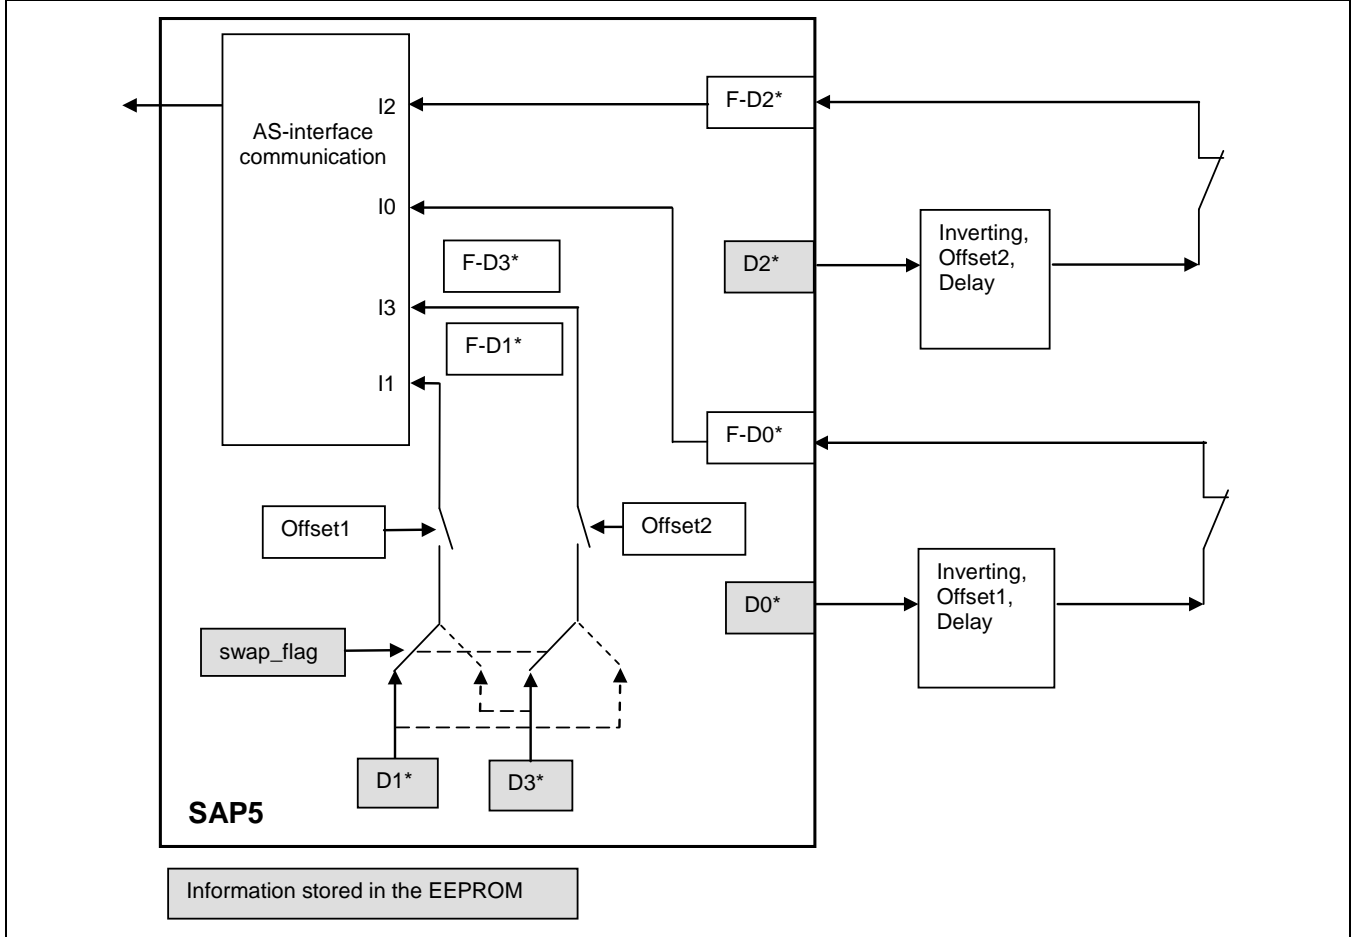 F-D2*
I2
AS-interface
communication
I0
Inverting,
Offset2,
Delay
F-D3*
D2*
I3
F-D1*
I1
F-D0*
Offset1
Offset2
Inverting,
Offset1,
Delay
D0*
swap_flag
D1*
D3*
SAP5
Information stored in the EEPROM